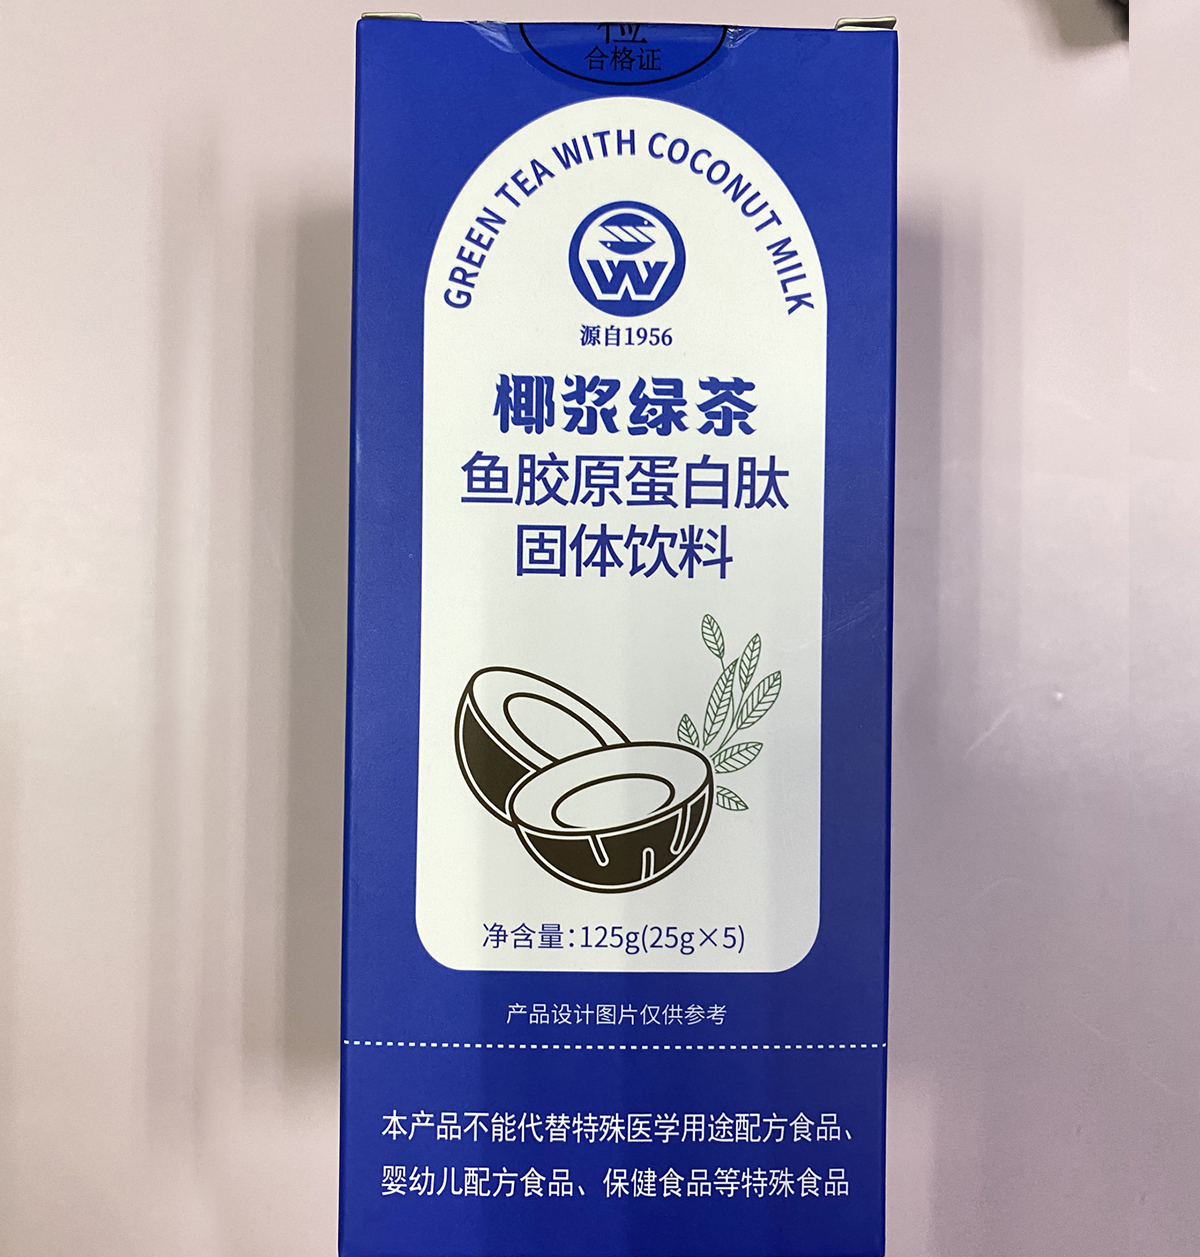 合格证
GREEN TEA WITH COCONUT MILK
W
源自1956
椰浆绿茶
鱼胶原蛋白肽
固体饮料
净含量:125g(25g×5)
产品设计图片仅供参考
本产品不能代替特殊医学用途配方食品、
婴幼儿配方食品、保健食品等特殊食品